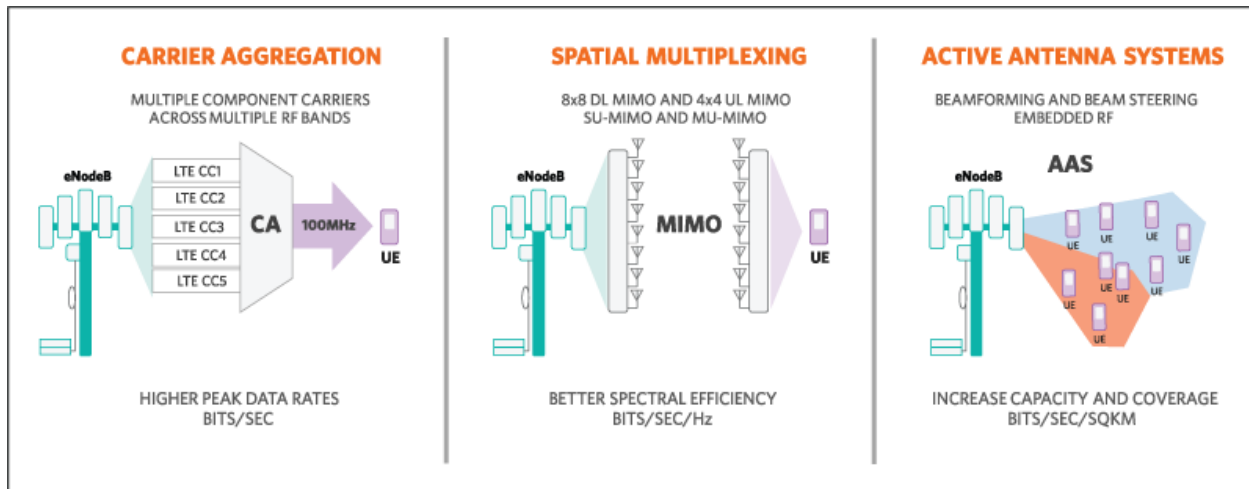 CARRIER AGGREGATION
MULTIPLE COMPONENT CARRIERS
ACROSS MULTIPLE RF BANDS
eNodeB
LTE CC1
LTE CC2
LTE CC3
LTE CC4
LTE CC5
CA
100MHz
UE
HIGHER PEAK DATA RATES
BITS/SEC
SPATIAL MULTIPLEXING
8x8 DL MIMO AND 4x4 UL MIMO
SU-MIMO AND MU-MIMO
eNodeB
MIMO
UE
BETTER SPECTRAL EFFICIENCY
BITS/SEC/Hz
ACTIVE ANTENNA SYSTEMS
BEAMFORMING AND BEAM STEERING
EMBEDDED RF
AAS
eNodeB
UE
UE
UE
UE
UE
UE
UE
UE
UE
INCREASE CAPACITY AND COVERAGE
BITS/SEC/SQKM